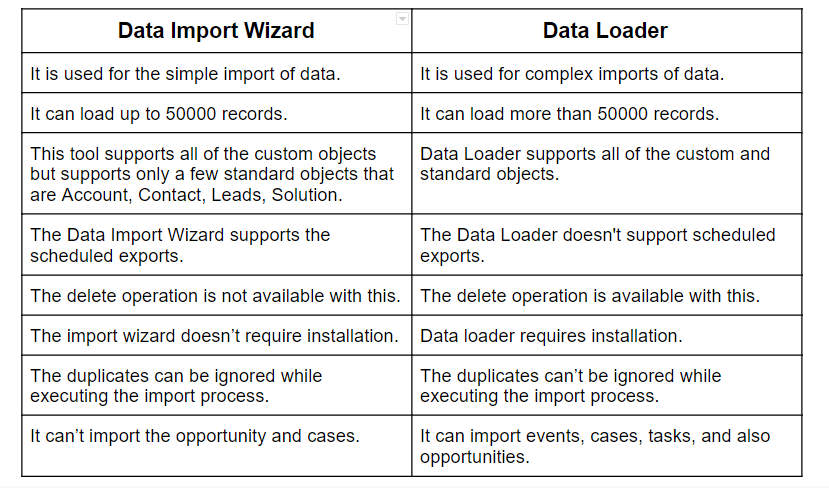 Data Import Wizard
Data Loader
It is used for the simple import of data.
It is used for complex imports of data.
It can load up to 50000 records.
It can load more than 50000 records.
This tool supports all of the custom objects
but supports only a few standard objects that
are Account, Contact, Leads, Solution.
Data Loader supports all of the custom and
standard objects.
The Data Import Wizard supports the
scheduled exports.
The Data Loader doesn't support scheduled
exports.
The delete operation is not available with this.
The delete operation is available with this.
The import wizard doesn’t require installation.
Data loader requires installation.
The duplicates can be ignored while
executing the import process.
The duplicates can’t be ignored while
executing the import process.
It can’t import the opportunity and cases.
It can import events, cases, tasks, and also
opportunities.